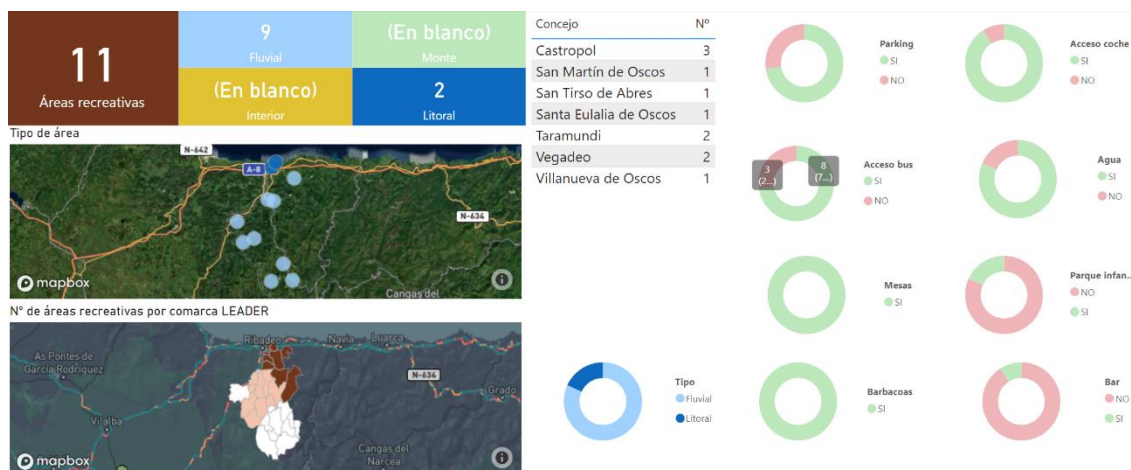 11
Áreas recreativas
9
Fluvial
(En blanco)
Monte
(En blanco)
Interior
2
Litoral
Tipo de área
N-642
A-8
N-634
Cangas del
mapbox
Nº de áreas recreativas por comarca LEADER
As Pontes de
García Rodríguez
Ribadeo
Navia
Luarca
N-634
Grado
Vilalba
Cangas del
Narcea
mapbox
Concejo Nº
Castropol 3
San Martín de Oscos 1
San Tirso de Abres 1
Santa Eulalia de Oscos 1
Taramundi 2
Vegadeo 2
Villanueva de Oscos 1
Tipo
Fluvial
Litoral
Parking
SI
NO
Acceso coche
SI
NO
3
(2...)
8
(7...)
Acceso bus
SI
NO
Agua
SI
NO
Mesas
SI
Parque infan...
NO
SI
Barbacoas
SI
Bar
NO
SI